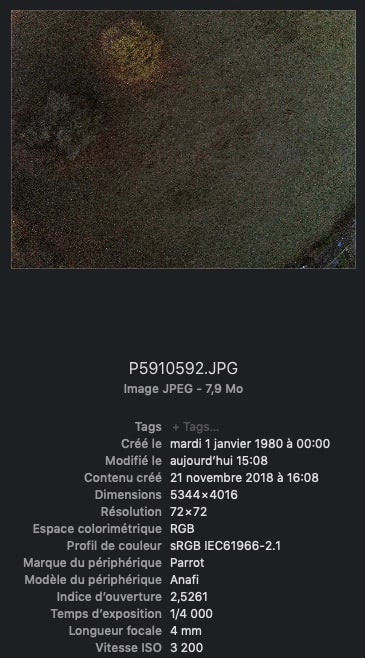 P5910592.JPG
Image JPEG - 7,9 Mo
Tags + Tags...
Créé le mardi 1 janvier 1980 à 00:00
Modifié le aujourd’hui 15:08
Contenu créé 21 novembre 2018 à 16:08
Dimensions 5344×4016
Résolution 72×72
Espace colorimétrique RGB
Profil de couleur sRGB IEC61966-2.1
Marque du périphérique Parrot
Modèle du périphérique Anafi
Indice d’ouverture 2,5261
Temps d’exposition 1/4 000
Longueur focale 4 mm
Vitesse ISO 3 200